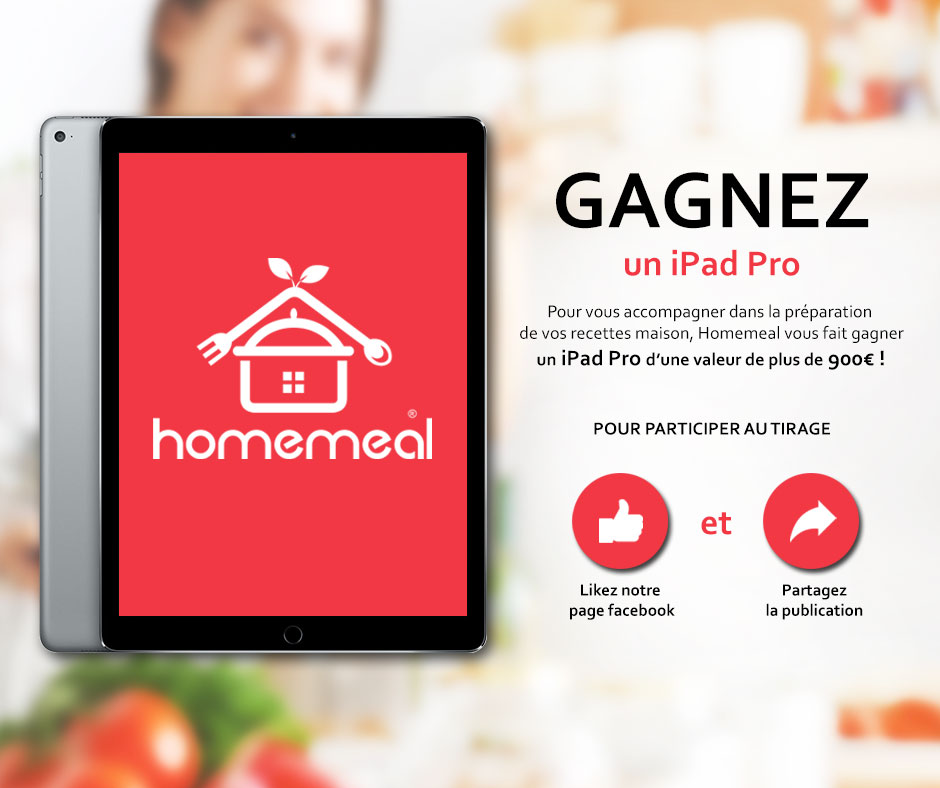 homemeal®
GAGNEZ
un iPad Pro
Pour vous accompagner dans la préparation
de vos recettes maison, Homemeal vous fait gagner
un iPad Pro d'une valeur de plus de 900€ !
POUR PARTICIPER AU TIRAGE
et
Likez notre
page facebook
Partagez
la publication